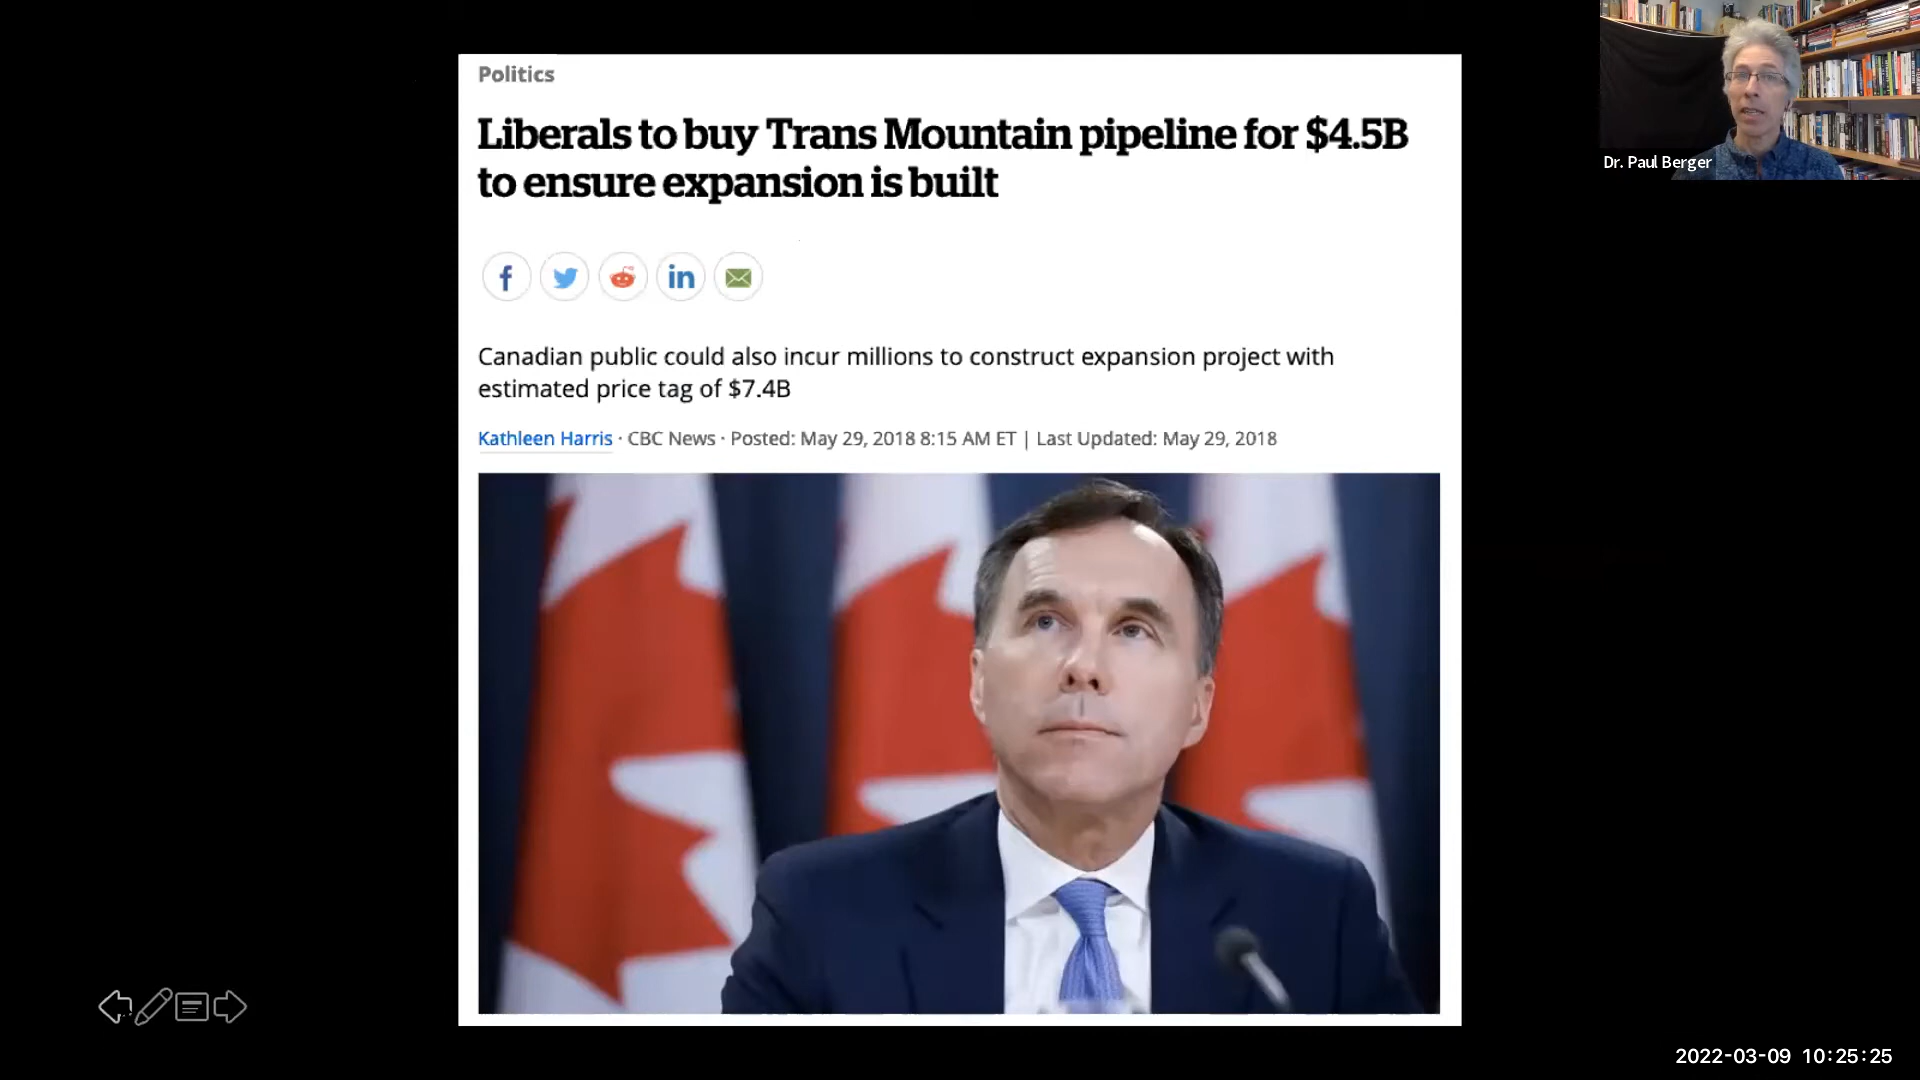 Politics
Liberals to buy Trans Mountain pipeline for $4.5B
to ensure expansion is built
Canadian public could also incur millions to construct expansion project with
estimated price tag of $7.4B
Kathleen Harris · CBC News · Posted: May 29, 2018 8:15 AM ET | Last Updated: May 29, 2018
Dr. Paul Berger
2022-03-09 10:25:25